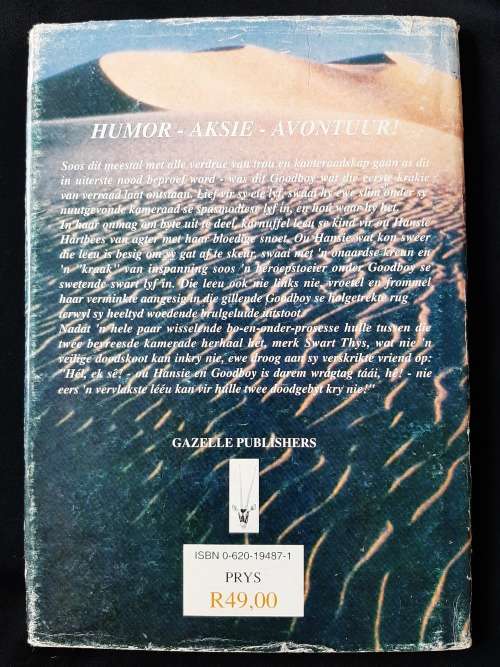 HUMOR - AKSIE - AVONTUUR!
Soos dit meestal met alle verdrae van trou en kameraadskap gaan as dit
in uiterste nood beproef word - was dit Goodboy wat die eerste krakie
van verraad laat ontstaan. Lief vir sy eie lyf, swaai hy ewe slim onder sy
nuutgevonde kameraad se spasmodiese lyf in, en hou waar hy het.
In haar onmag om byte uit te deel, karnuffel leeu se kind vir ou Hansie
Hartbees van agter met haar bloedige snoet. Ou Hansie wat kon sweer
die leeu is besig om sy gat af te skeur, swaai met 'n onaardse kreun en
'n "kraak" van inspanning soos 'n beroepstoeier onder Goodboy se
swetende swart lyf in. Die leeu ook nie links nie, vroetel en frommel
haar verminkte aangesig in die gillende Goodboy se holgetrekte rug
terwyl sy heeltyd woedende brulgeluide uitstoot.
Nadat 'n hele paar wisselende bo-en-onder-prosesse hulle tussen die
twee bevreesde kamerade herhaal het, merk Swart Thys, wat nie 'n
veilige doodskoot kan inkry nie, ewe droog aan sy verskrikte vriend op:
"Hél, ek sê! - ou Hansie en Goodboy is darem wragtag táái, hé! - nie
eers 'n vervlakste lééu kan vir hulle twee doodgebyt kry nie!"
GAZELLE PUBLISHERS
ISBN 0-620-19487-1
PRYS
R49,00